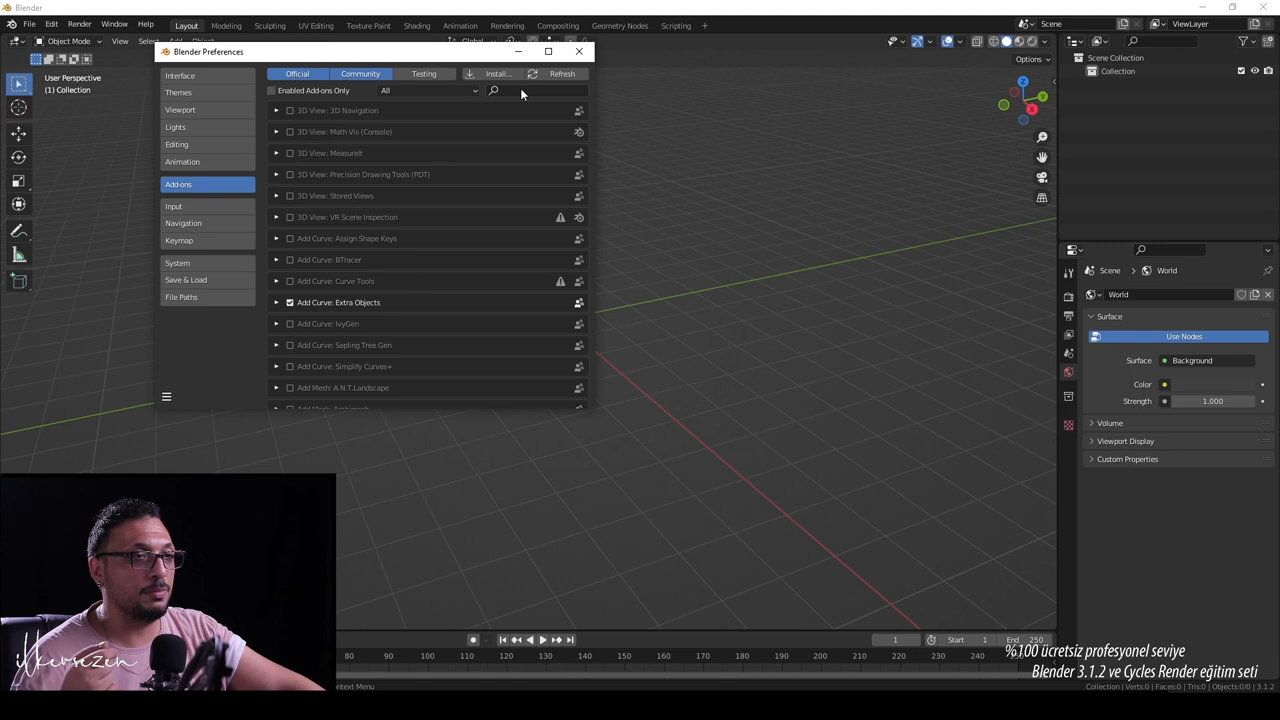 Blender
File Edit Render Window Help Layout Modeling Sculpting UV Editing Texture Paint Shading Animation Rendering Compositing Geometry Nodes Scripting + Scene ViewLayer
Object Mode View Select Global
Options
User Perspective
(1) Collection
Blender Preferences
Interface
Themes
Viewport
Lights
Editing
Animation
Add-ons
Input
Navigation
Keymap
System
Save & Load
File Paths
Official Community Testing Install... Refresh
Enabled Add-ons Only All
3D View: 3D Navigation
3D View: Math Vis (Console)
3D View: MeasureIt
3D View: Precision Drawing Tools (PDT)
3D View: Stored Views
3D View: VR Scene Inspection
Add Curve: Assign Shape Keys
Add Curve: BTracer
Add Curve: Curve Tools
Add Curve: Extra Objects
Add Curve: IvyGen
Add Curve: Sapling Tree Gen
Add Curve: Simplify Curves+
Add Mesh: A.N.T.Landscape
Z
Y
X
Scene Collection
Collection
Scene > World
World
Surface
Use Nodes
Surface Background
Color
Strength 1.000
Volume
Viewport Display
Custom Properties
1 Start 1 End 250
80 90 100 110 120 130 140 150 160 170 180 190 200 210 220 230 240
ilkersezen
%100 ücretsiz profesyonel seviye
Blender 3.1.2 ve Cycles Render eğitim seti
Collection | Verts:0 | Faces:0 | Tris:0 | Objects:0/0 | 3.1.2